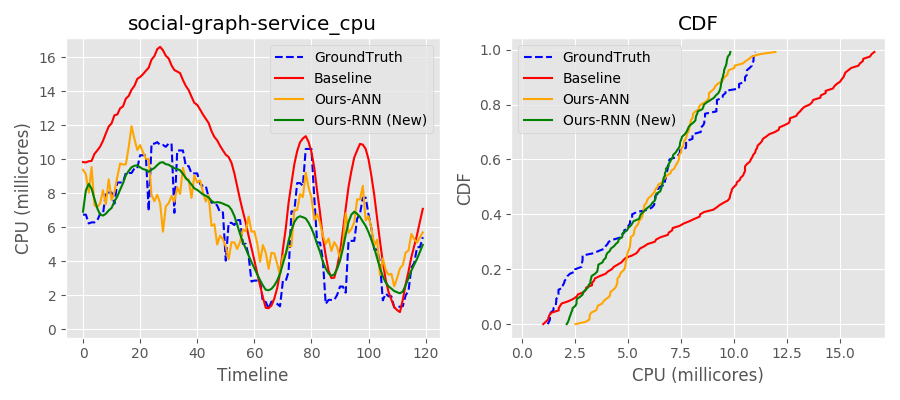 social-graph-service_cpu
CPU (millicores)
16
14
12
10
8
6
4
2
0
GroundTruth
Baseline
Ours-ANN
Ours-RNN (New)
0 20 40 60 80 100 120
Timeline
CDF
CDF
1.0
0.8
0.6
0.4
0.2
0.0
GroundTruth
Baseline
Ours-ANN
Ours-RNN (New)
0.0 2.5 5.0 7.5 10.0 12.5 15.0
CPU (millicores)